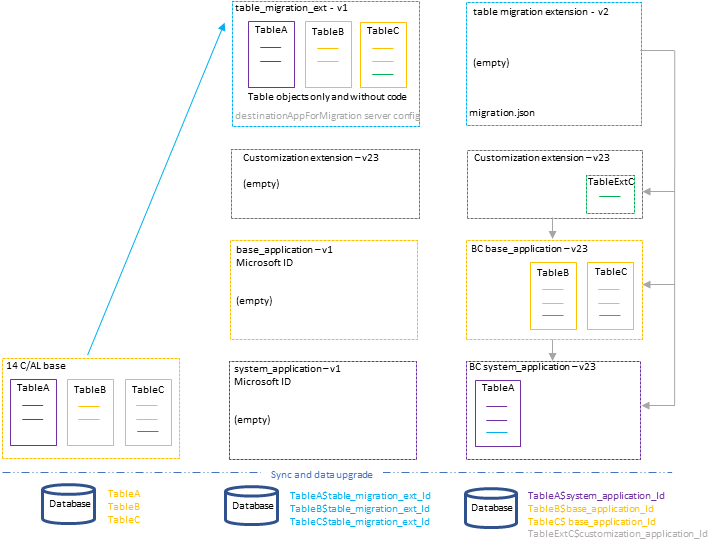 table_migration_ext - v1
TableA
TableB
TableC
Table objects only and without code
destinationAppForMigration server config
table migration extension - v2
(empty)
migration.json
Customization extension – v23
(empty)
Customization extension – v23
TableExtC
base_application – v1
Microsoft ID
(empty)
BC base_application – v23
TableB
TableC
14 C/AL base
TableA
TableB
TableC
system_application – v1
Microsoft ID
(empty)
BC system_application – v23
TableA
Sync and data upgrade
Database
TableA
TableB
TableC
Database
TableA$table_migration_ext_Id
TableB$table_migration_ext_Id
TableC$table_migration_ext_Id
Database
TableA$system_application_Id
TableB$base_application_Id
TableC$ base_application_Id
TableExtC$customization_application_Id